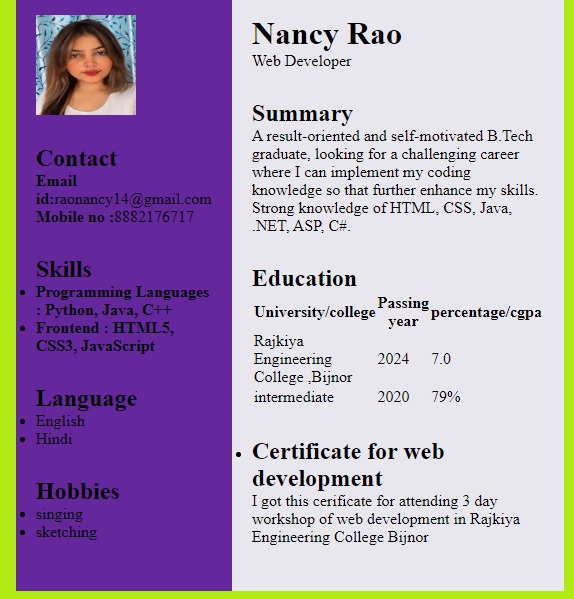 Contact
Email
id:raonancy14@gmail.com
Mobile no :8882176717
Skills
Programming Languages
: Python, Java, C++
Frontend : HTML5,
CSS3, JavaScript
Language
English
Hindi
Hobbies
singing
sketching
Nancy Rao
Web Developer
Summary
A result-oriented and self-motivated B.Tech
graduate, looking for a challenging career
where I can implement my coding
knowledge so that further enhance my skills.
Strong knowledge of HTML, CSS, Java,
.NET, ASP, C#.
Education
University/college Passing year percentage/cgpa
Rajkiya
Engineering 2024 7.0
College ,Bijnor
intermediate 2020 79%
Certificate for web
development
I got this cerificate for attending 3 day
workshop of web development in Rajkiya
Engineering College Bijnor